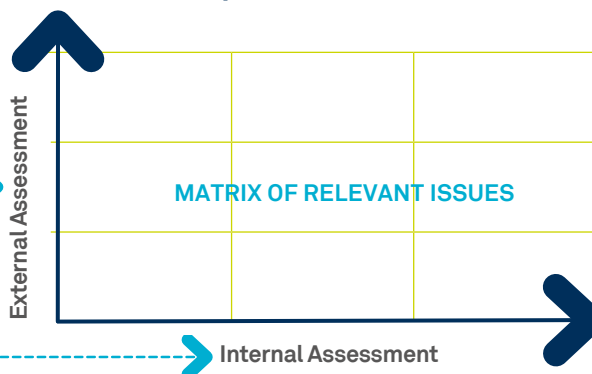 External Assessment
MATRIX OF RELEVANT ISSUES
Internal Assessment